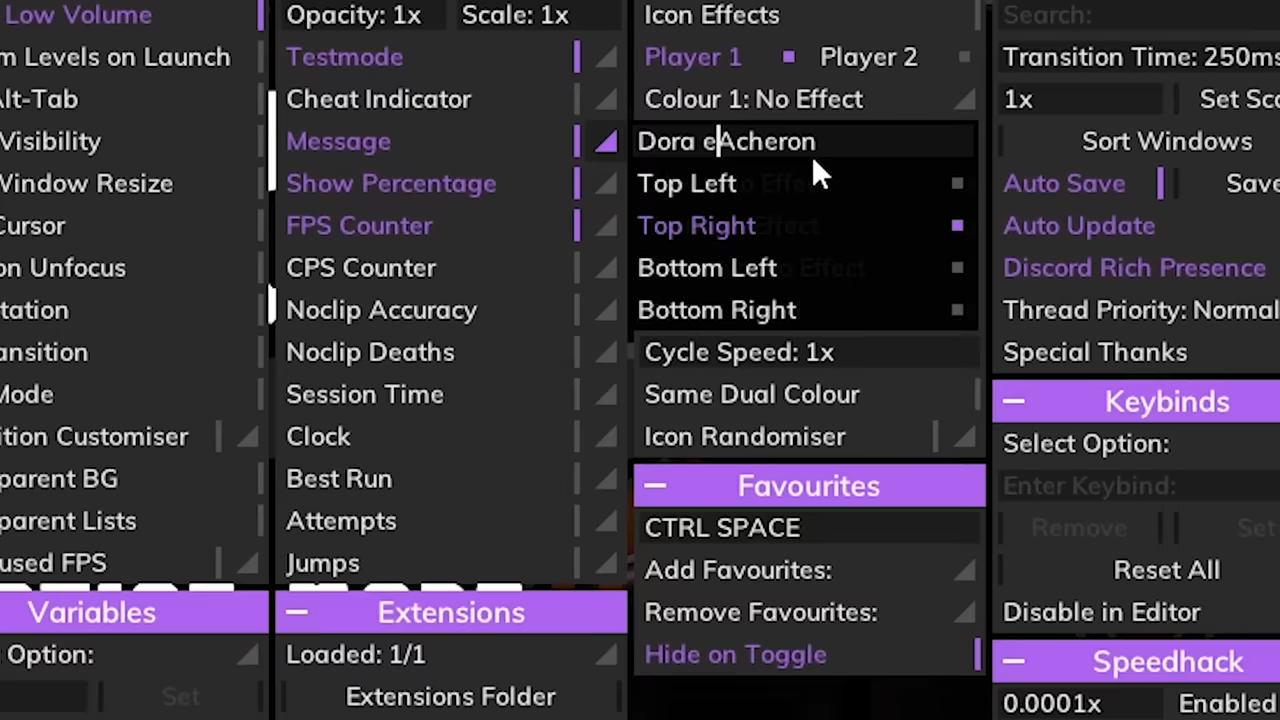 Low Volume
m Levels on Launch
Alt-Tab
Visibility
Window Resize
Cursor
on Unfocus
tation
ansition
Mode
ition Customiser
parent BG
parent Lists
used FPS
Variables
Option:
Set
Opacity: 1x
Scale: 1x
Testmode
Cheat Indicator
Message
Show Percentage
FPS Counter
CPS Counter
Noclip Accuracy
Noclip Deaths
Session Time
Clock
Best Run
Attempts
Jumps
Extensions
Loaded: 1/1
Extensions Folder
Icon Effects
Player 1
Player 2
Colour 1: No Effect
Dora eAcheron
Top Left
Top Right
Bottom Left
Bottom Right
Cycle Speed: 1x
Same Dual Colour
Icon Randomiser
Favourites
CTRL SPACE
Add Favourites:
Remove Favourites:
Hide on Toggle
Search:
Transition Time: 250ms
1x
Set Sc
Sort Windows
Auto Save
Save
Auto Update
Discord Rich Presence
Thread Priority: Normal
Special Thanks
Keybinds
Select Option:
Enter Keybind:
Remove
Set
Reset All
Disable in Editor
Speedhack
0.0001x
Enabled